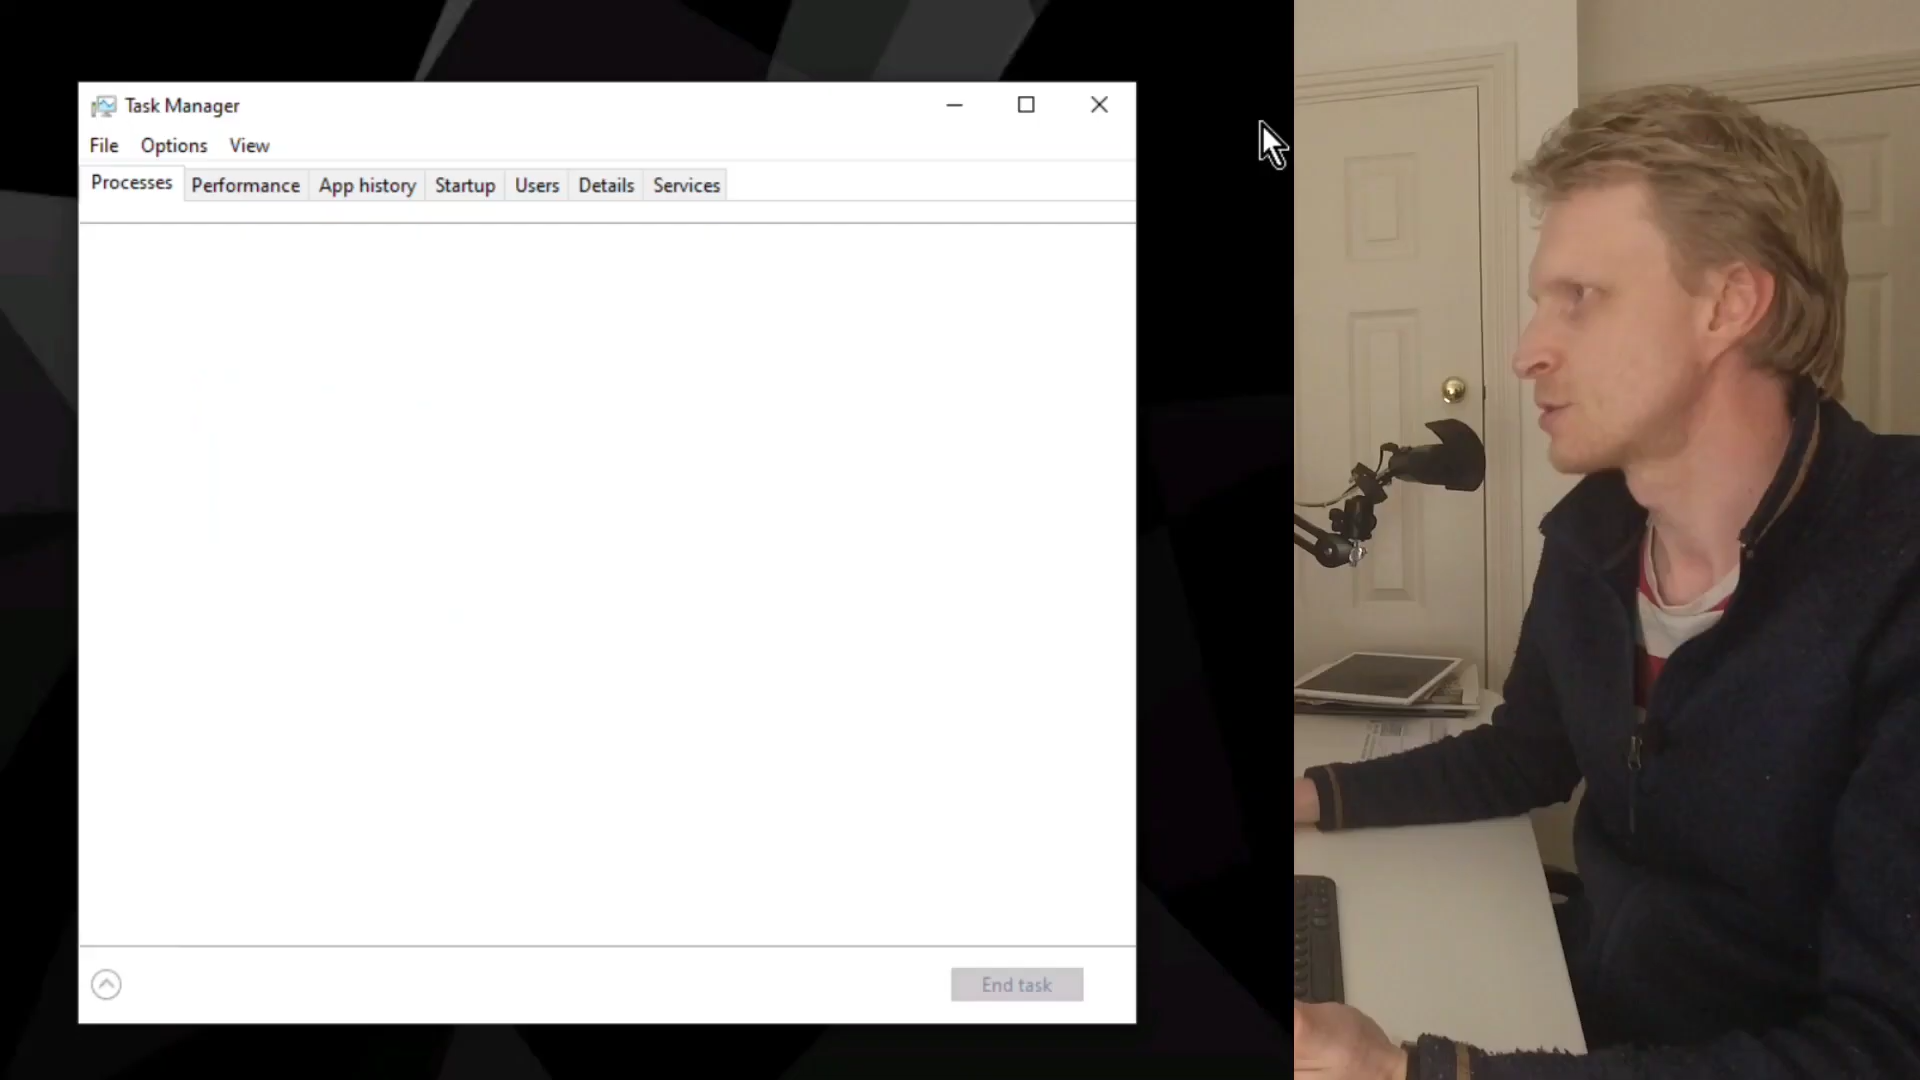 Task Manager
File Options View
Processes Performance App history Startup Users Details Services
End task